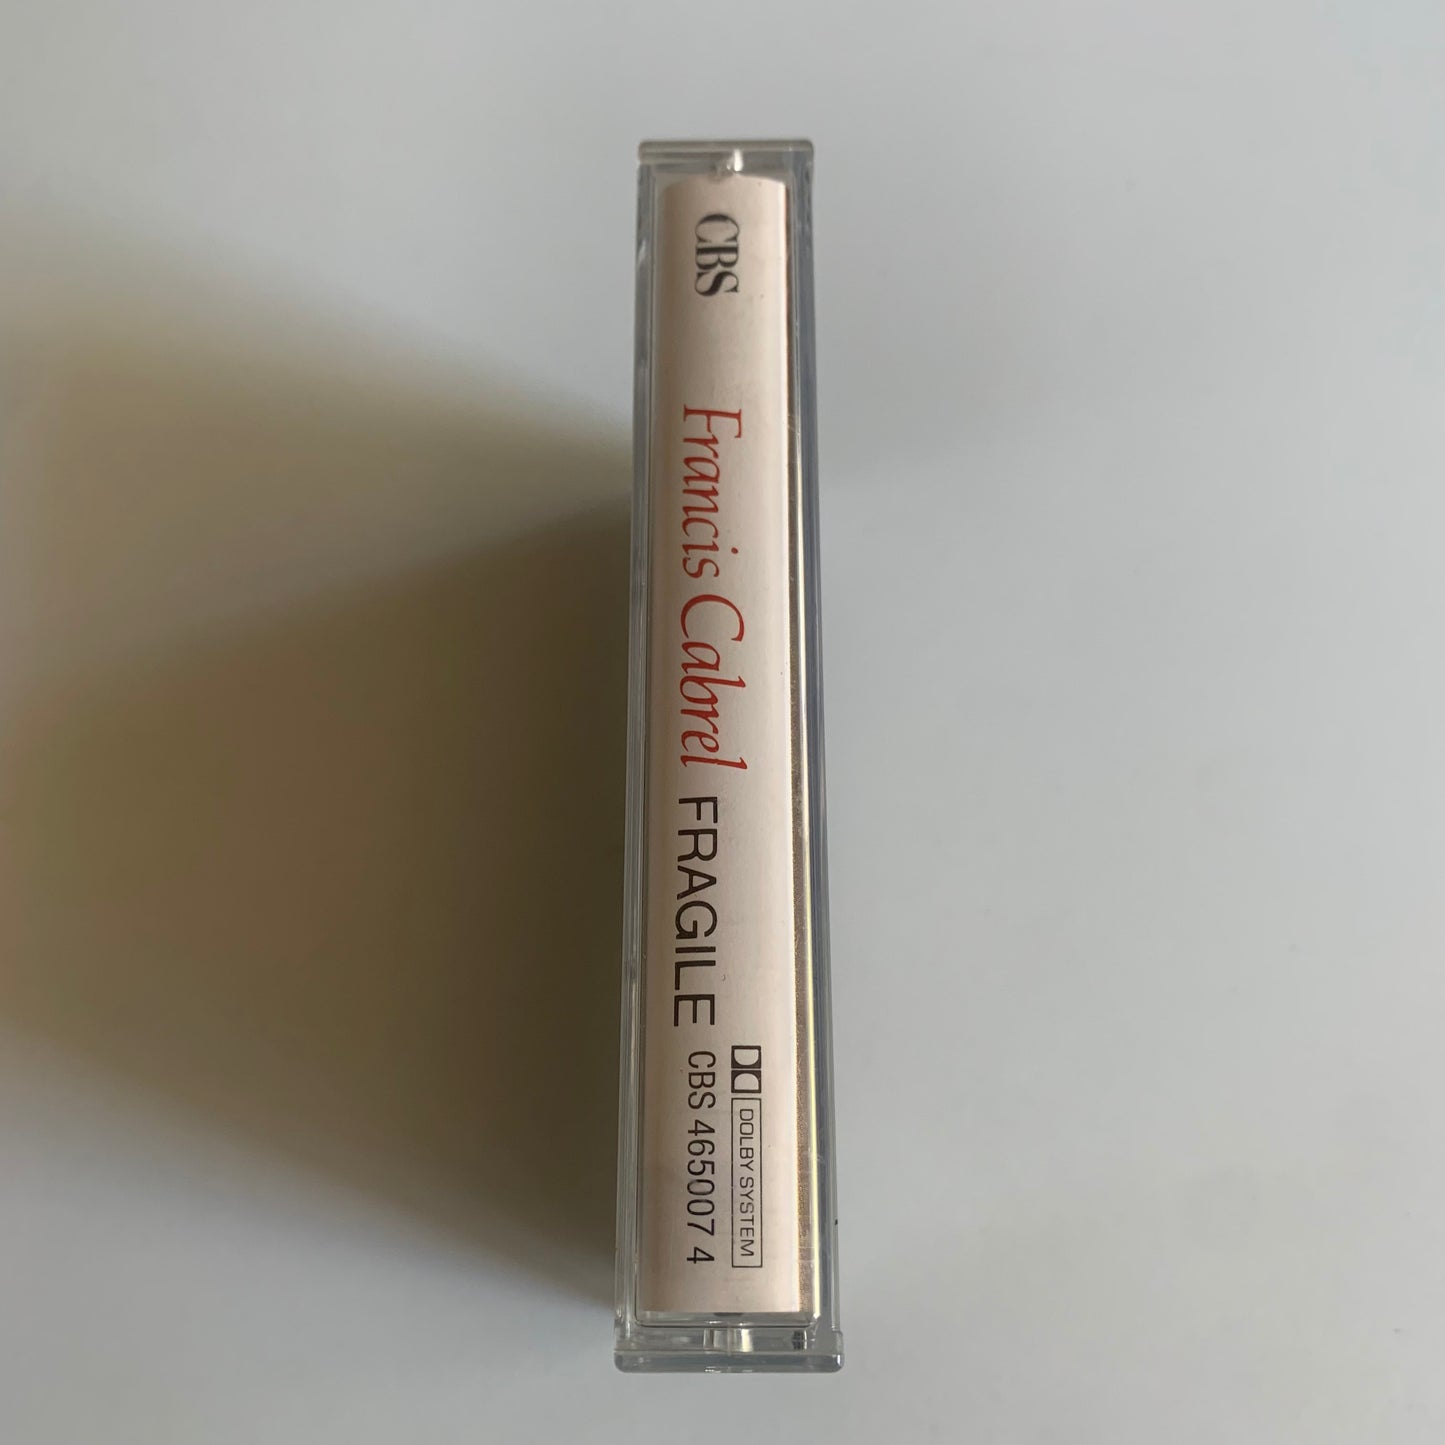 CBS
Francis Cabrel
FRAGILE
DOLBY SYSTEM
CBS 465007 4